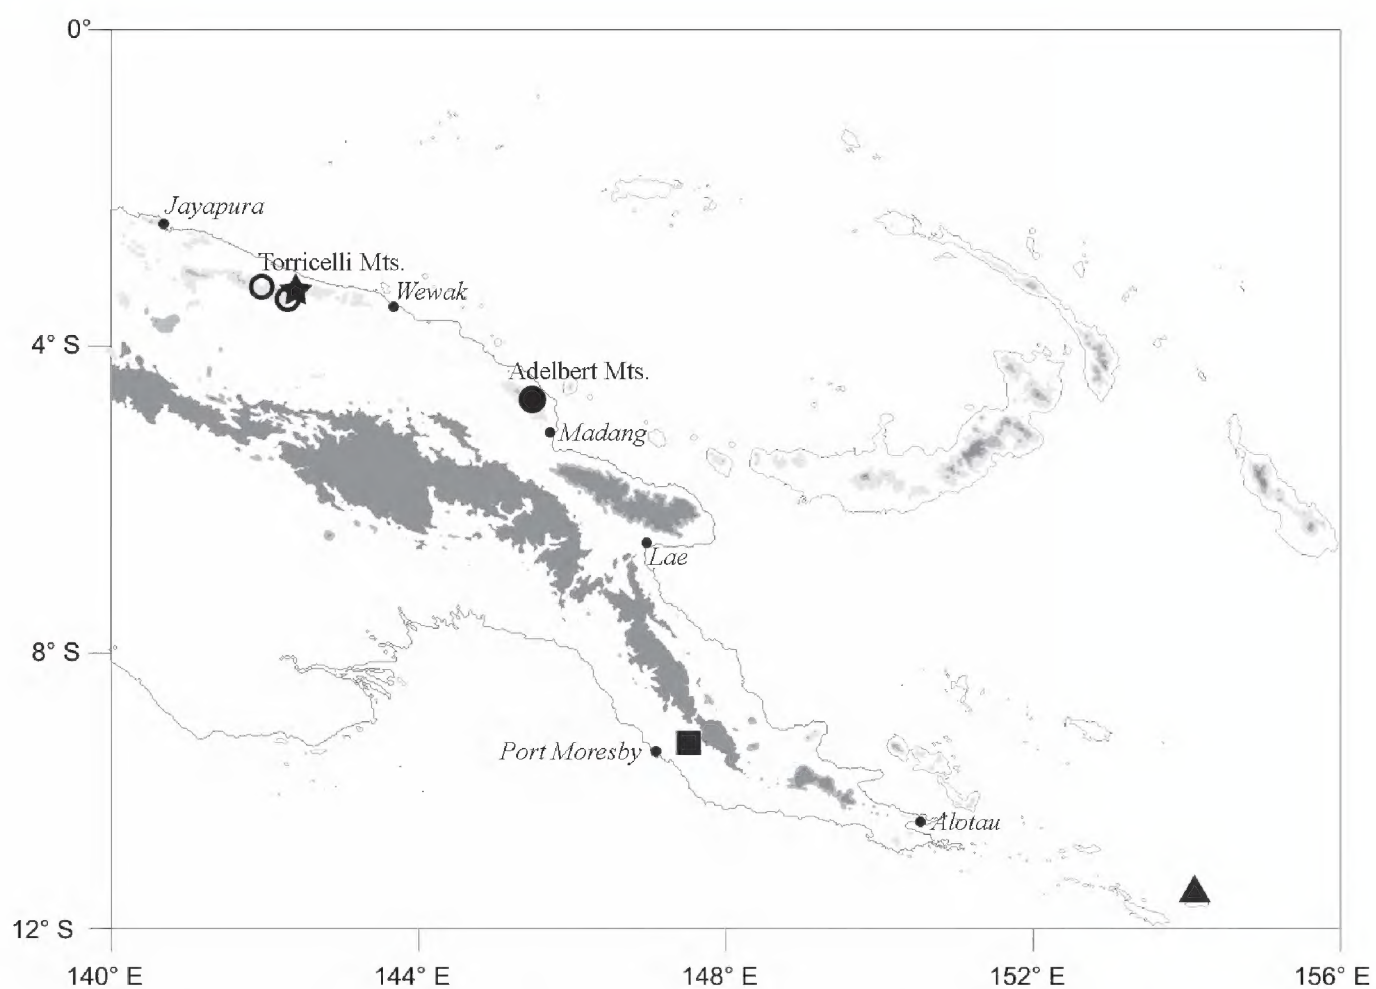 0°
Jayapura
Torricelli Mts.
Wewak
4° S
Adelbert Mts.
Madang
Lae
8° S
Port Moresby
Alotau
12° S
140° E 144° E 148° E 152° E 156° E